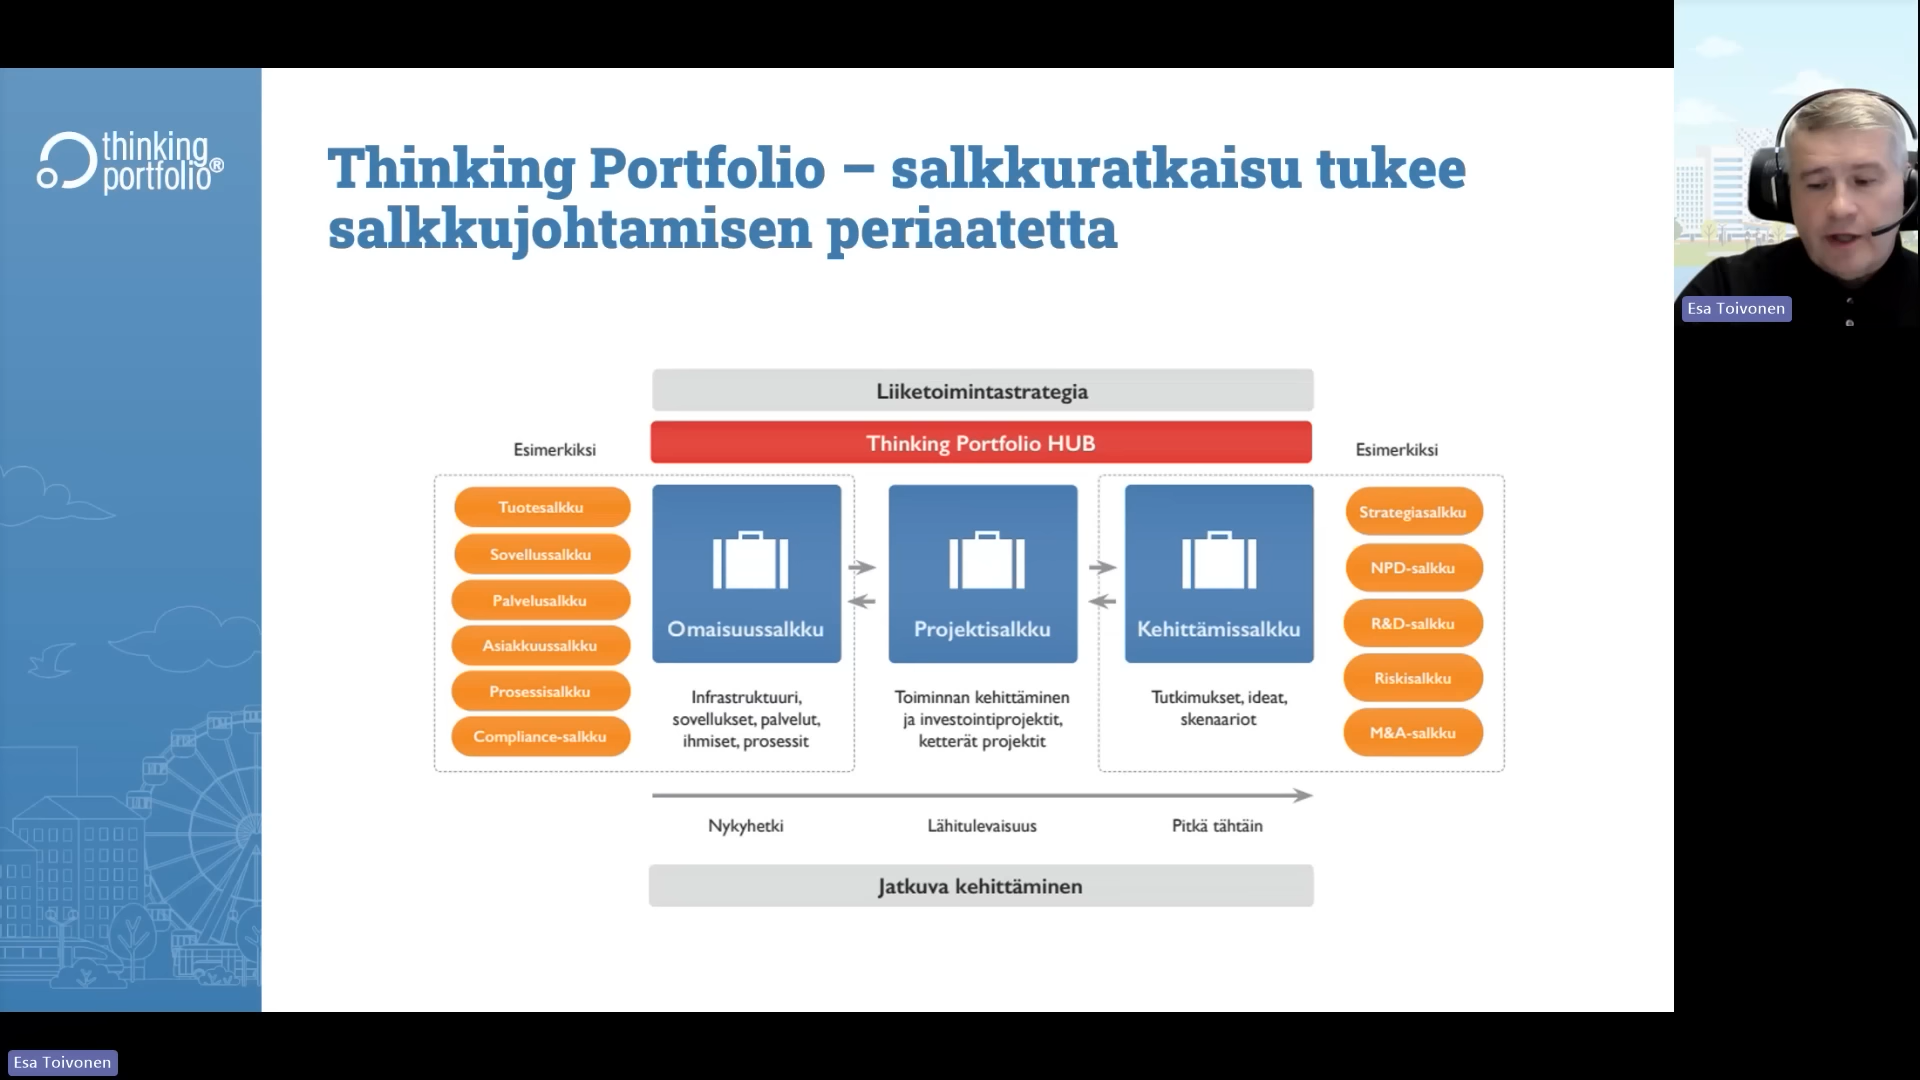 thinking
portfolio®
Thinking Portfolio – salkkuratkaisu tukee
salkkujohtamisen periaatetta
Esa Toivonen
Liiketoimintastrategia
Thinking Portfolio HUB
Esimerkiksi
Tuotesalkku
Sovellussalkku
Palvelusalkku
Asiakkuussalkku
Prosessisalkku
Compliance-salkku
Omaisuussalkku
Infrastruktuuri,
sovellukset, palvelut,
ihmiset, prosessit
Projektisalkku
Toiminnan kehittäminen
ja investointiprojektit,
ketterät projektit
Kehittämissalkku
Tutkimukset, ideat,
skenaariot
Esimerkiksi
Strategiasalkku
NPD-salkku
R&D-salkku
Riskisalkku
M&A-salkku
Nykyhetki
Lähitulevaisuus
Pitkä tähtäin
Jatkuva kehittäminen
Esa Toivonen